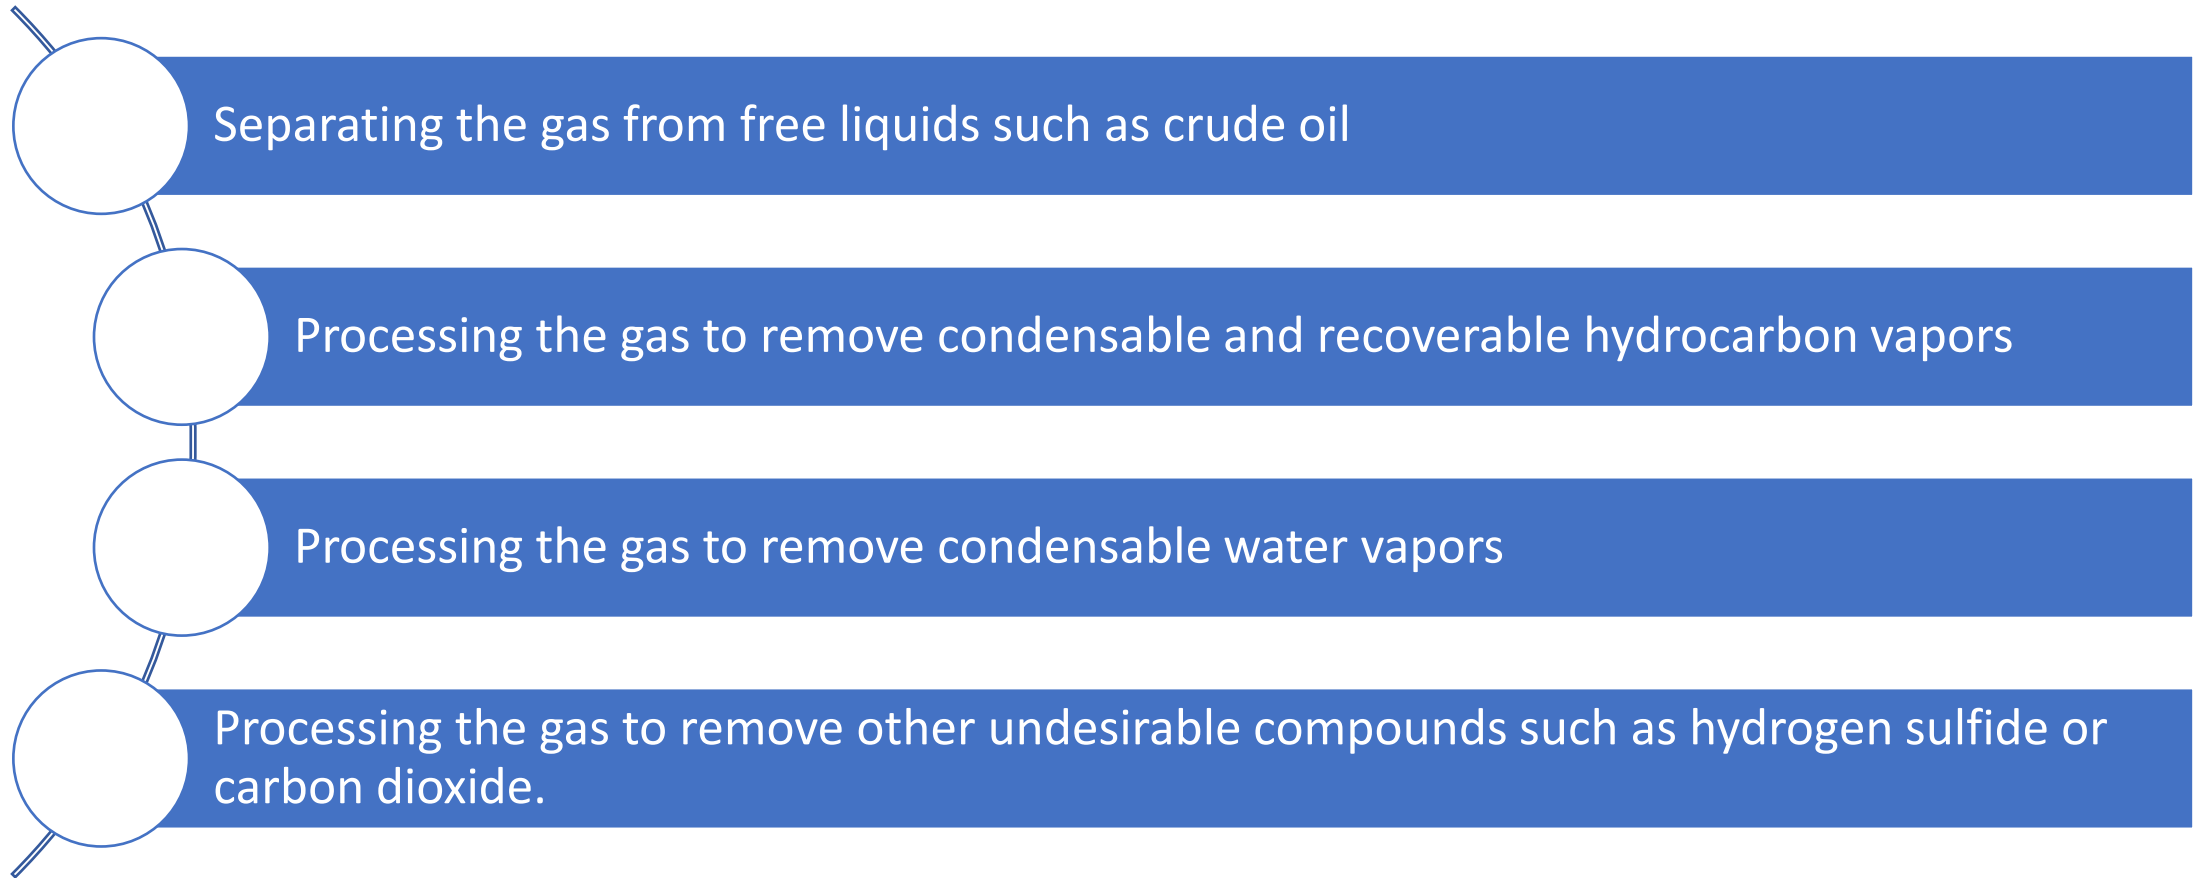 Separating the gas from free liquids such as crude oil
Processing the gas to remove condensable and recoverable hydrocarbon vapors
Processing the gas to remove condensable water vapors
Processing the gas to remove other undesirable compounds such as hydrogen sulfide or
carbon dioxide.